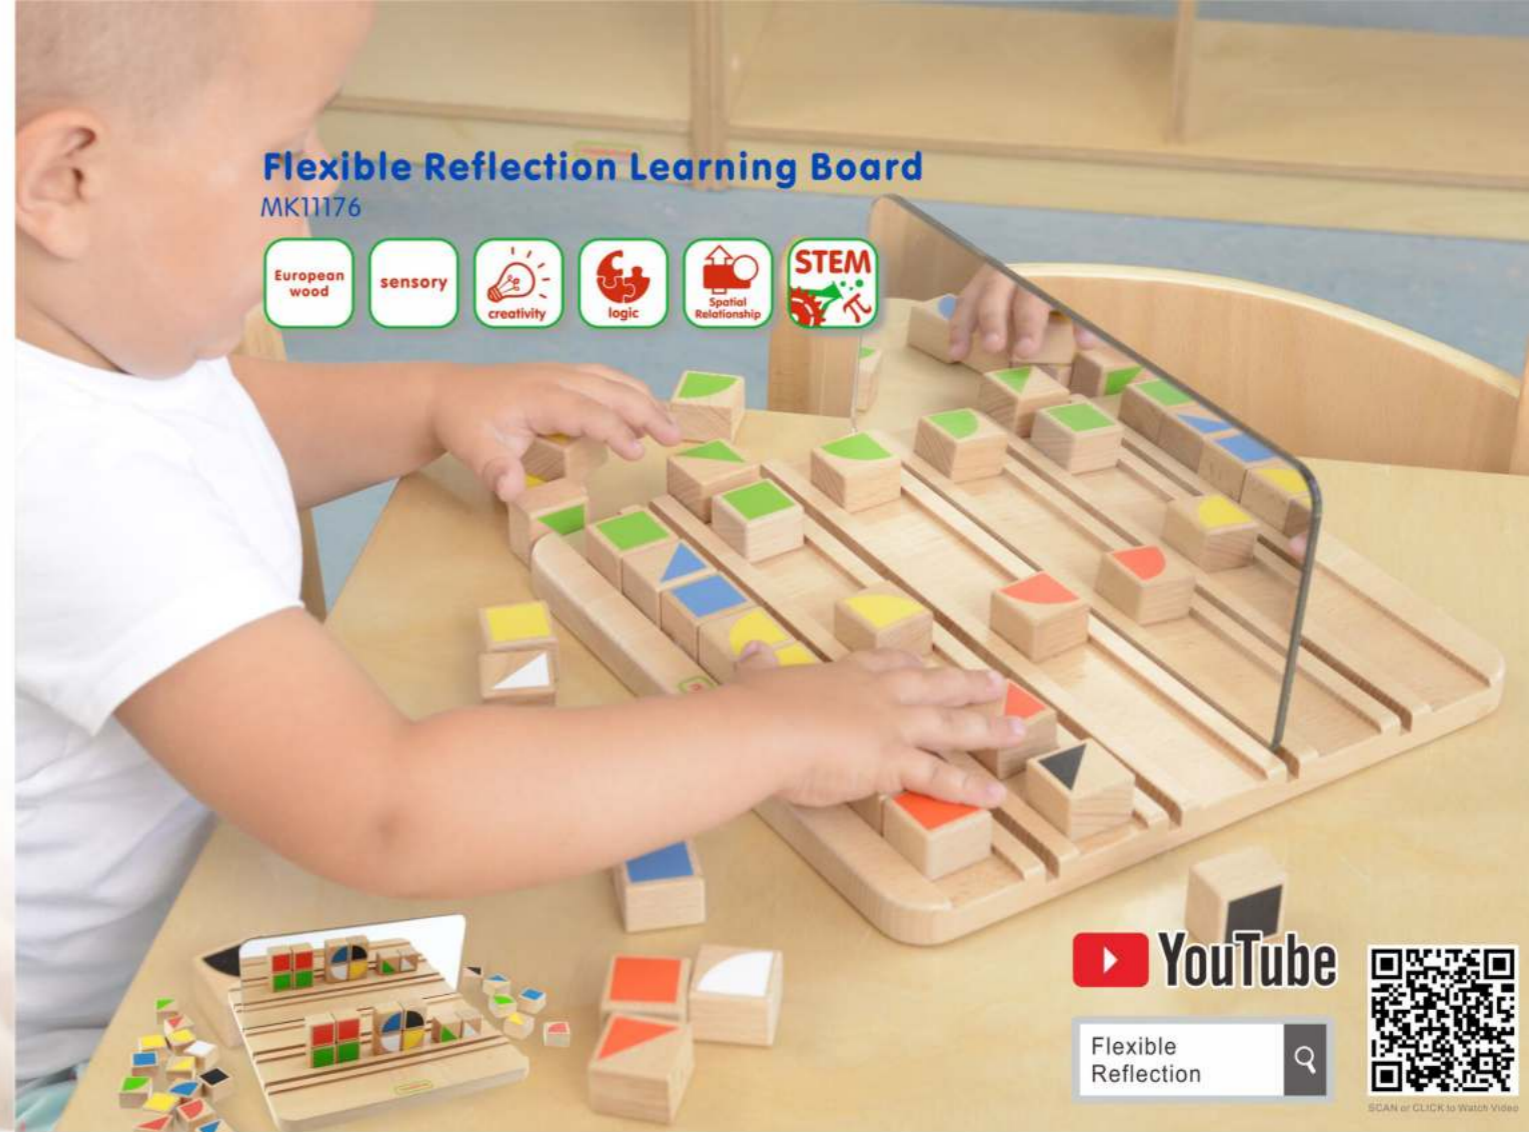 Flexible Reflection Learning Board
MK11176
European
wood
sensory
creativity
logic
Spatial
Relationship
STEM
π
YouTube
Flexible
Reflection
SCAN or CLICK to Watch Video